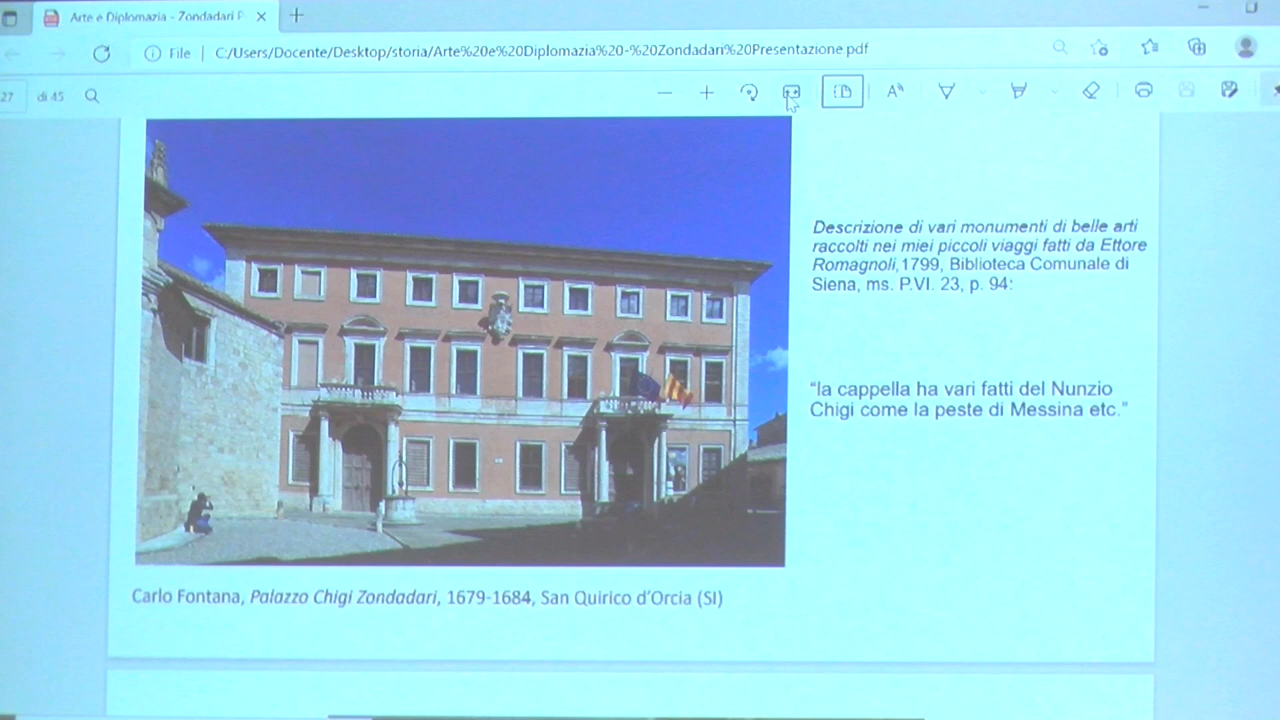 Arte e Diplomazia - Zondadari P
File
C:/Users/Docente/Desktop/storia/Arte%20e%20Diplomazia%20-%20Zondadari%20Presentazione.pdf
27
di 45
Descrizione di vari monumenti di belle arti
raccolti nei miei piccoli viaggi fatti da Ettore
Romagnoli, 1799, Biblioteca Comunale di
Siena, ms. P.VI. 23, p. 94:
“la cappella ha vari fatti del Nunzio
Chigi come la peste di Messina etc.”
Carlo Fontana, Palazzo Chigi Zondadari, 1679-1684, San Quirico d’Orcia (SI)